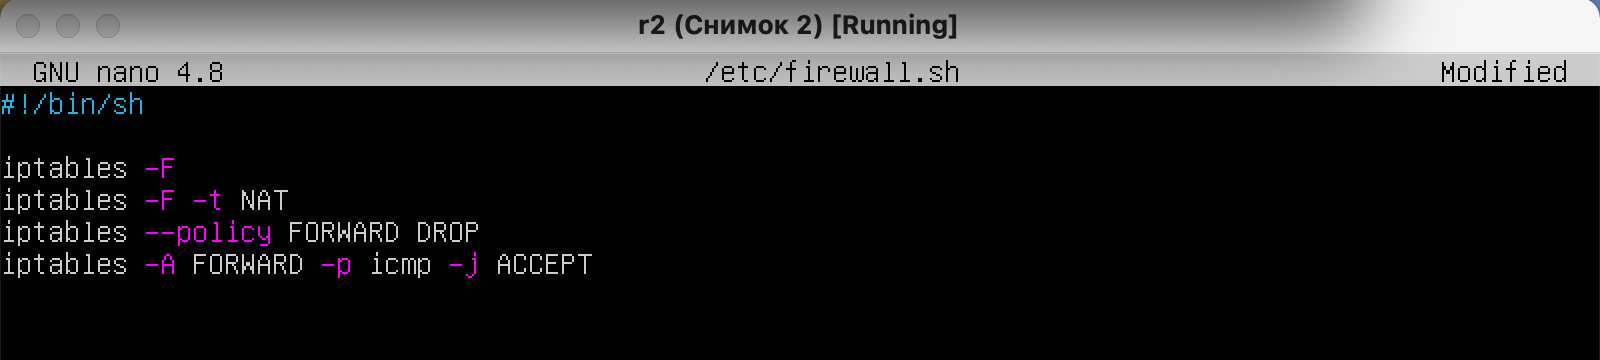 r2 (Снимок 2) [Running]
GNU nano 4.8 /etc/firewall.sh Modified
#!/bin/sh
iptables -F
iptables -F -t NAT
iptables --policy FORWARD DROP
iptables -A FORWARD -p icmp -j ACCEPT